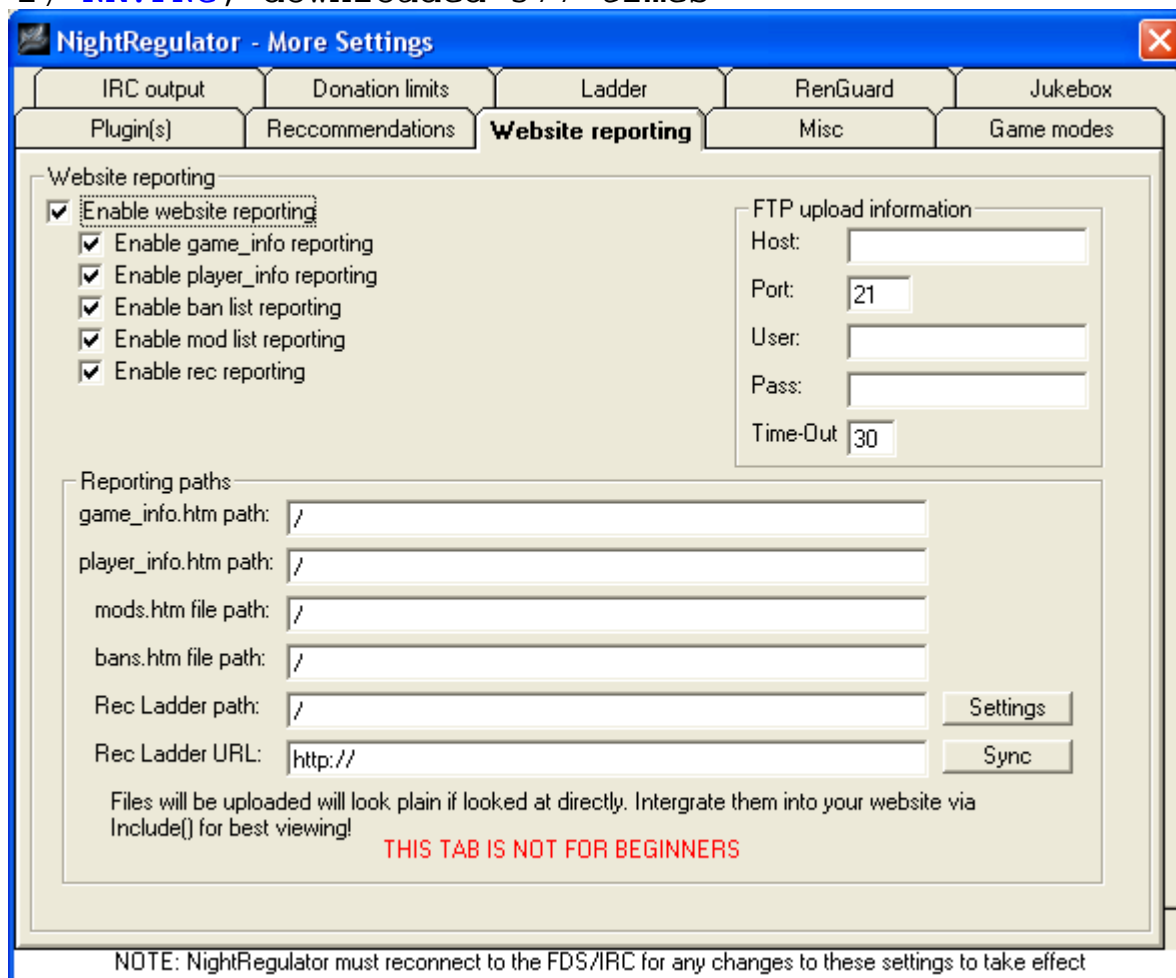 NightRegulator - More Settings
IRC output Donation limits Ladder RenGuard Jukebox
Plugin(s) Reccommendations Website reporting Misc Game modes
Website reporting
Enable website reporting
Enable game_info reporting
Enable player_info reporting
Enable ban list reporting
Enable mod list reporting
Enable rec reporting
FTP upload information
Host:
Port: 21
User:
Pass:
Time-Out 30
Reporting paths
game_info.htm path: /
player_info.htm path: /
mods.htm file path: /
bans.htm file path: /
Rec Ladder path: / Settings
Rec Ladder URL: http:// Sync
Files will be uploaded will look plain if looked at directly. Intergrate them into your website via
Include() for best viewing!
THIS TAB IS NOT FOR BEGINNERS
NOTE: NightRegulator must reconnect to the FDS/IRC for any changes to these settings to take effect